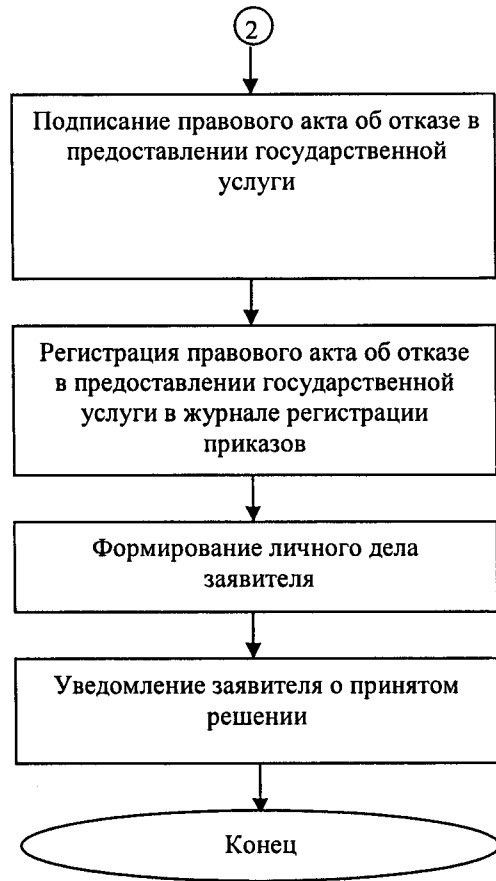 2
Подписание правового акта об отказе в
предоставлении государственной
услуги
Регистрация правового акта об отказе
в предоставлении государственной
услуги в журнале регистрации
приказов
Формирование личного дела
заявителя
Уведомление заявителя о принятом
решении
Конец